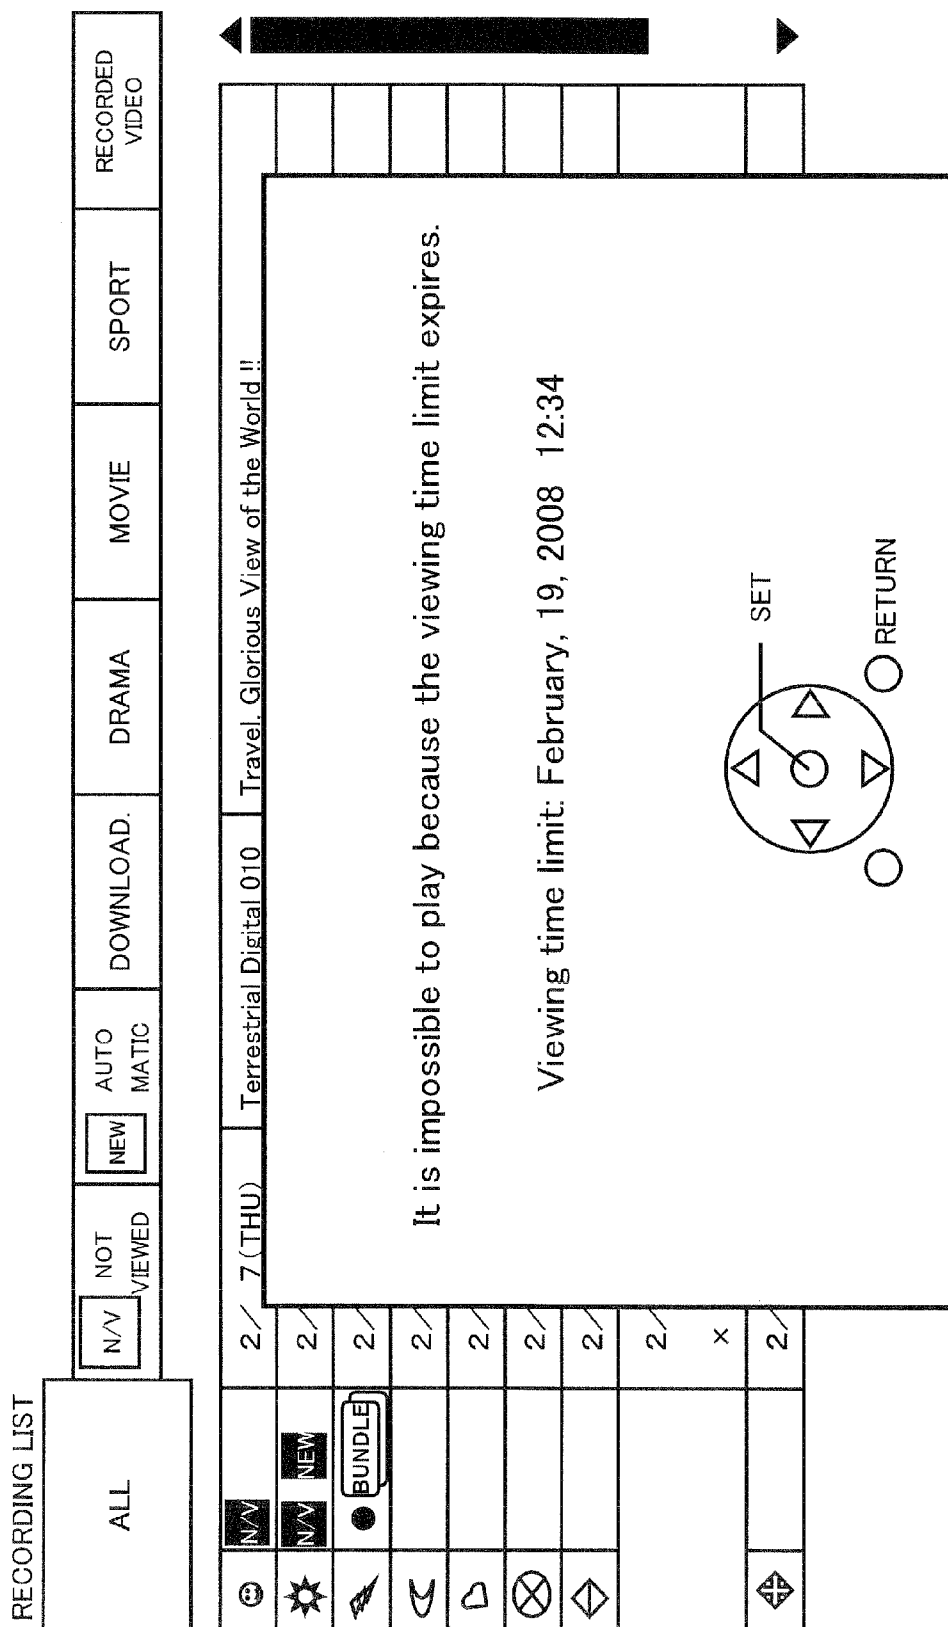 RECORDING LIST
ALL
N/V NOT VIEWED
NEW AUTO MATIC
DOWNLOAD.
DRAMA
MOVIE
SPORT
RECORDED VIDEO
N/V 2/ 7(THU) Terrestrial Digital 010 Travel. Glorious View of the World !!
N/V NEW 2/
BUNDLE 2/
2/
2/
2/
2/
2/
×
2/
It is impossible to play because the viewing time limit expires.
Viewing time limit: February, 19, 2008 12:34
SET
RETURN